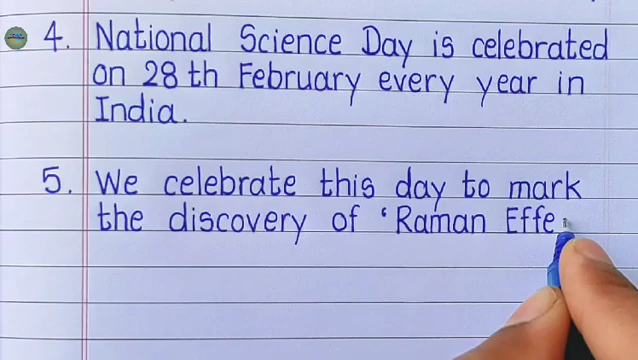 4. National Science Day is celebrated
on 28 th February every year in
India.
5. We celebrate this day to mark
the discovery of ‘Raman Effe